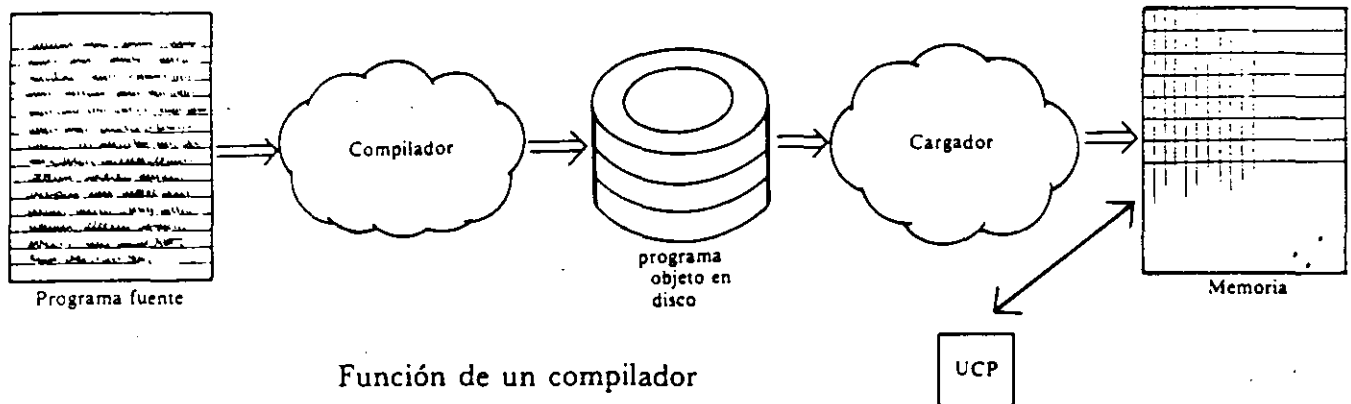 Compilador
Cargador
Programa fuente
programa
objeto en
disco
Memoria
UCP
Función de un compilador